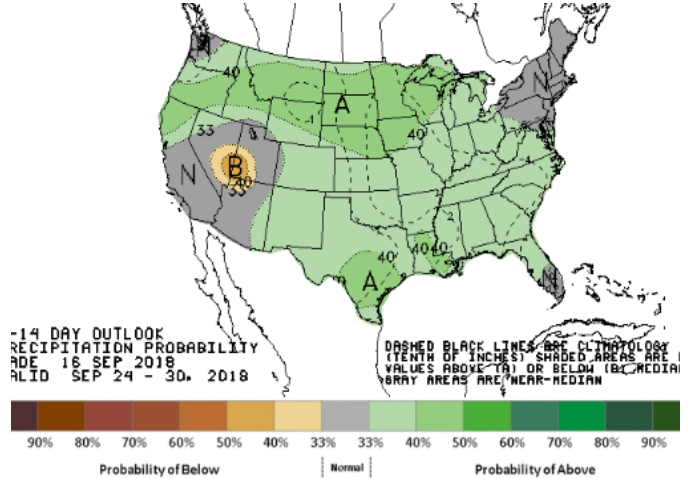 N
40
A
N
33
40
B
N
40
33
40
40
40
A
N
-14 DAY OUTLOOK
RECIPITATION PROBABILITY
ADE 16 SEP 2018
ALID SEP 24 - 30, 2018
DASHED BLACK LINES ARE CLIMATOLOGY
(TENTH OF INCHES) SHADED AREAS ARE
VALUES ABOVE (A) OR BELOW (B) MEDIA
GRAY AREAS ARE NEAR-MEDIAN
90% 80% 70% 60% 50% 40% 33% 33% 40% 50% 60% 70% 80% 90%
Probability of Below Normal Probability of Above